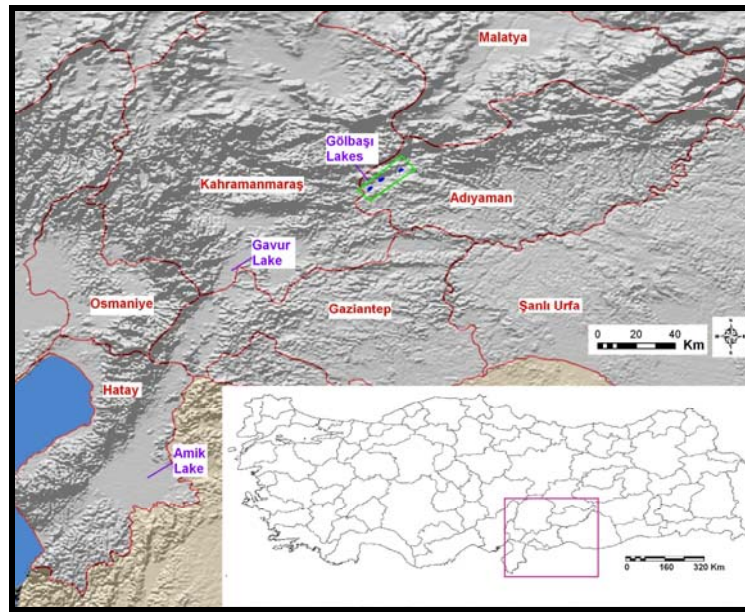 Malatya
Gölbaşı
Lakes
Kahramanmaraş
Adıyaman
Gavur
Lake
Osmaniye
Gaziantep
Şanlı Urfa
0 20 40
Km
Hatay
Amik
Lake
0 160 320
Km